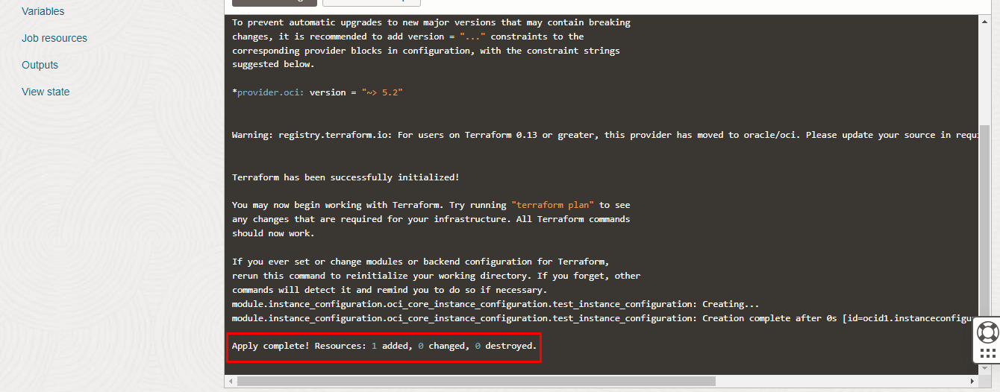 Variables
Job resources
Outputs
View state
To prevent automatic upgrades to new major versions that may contain breaking
changes, it is recommended to add version = "..." constraints to the
corresponding provider blocks in configuration, with the constraint strings
suggested below.
*provider.oci: version = "~> 5.2"
Warning: registry.terraform.io: For users on Terraform 0.13 or greater, this provider has moved to oracle/oci. Please update your source in requi
Terraform has been successfully initialized!
You may now begin working with Terraform. Try running "terraform plan" to see
any changes that are required for your infrastructure. All Terraform commands
should now work.
If you ever set or change modules or backend configuration for Terraform,
rerun this command to reinitialize your working directory. If you forget, other
commands will detect it and remind you to do so if necessary.
module.instance_configuration.oci_core_instance_configuration.test_instance_configuration: Creating...
module.instance_configuration.oci_core_instance_configuration.test_instance_configuration: Creation complete after 0s [id=ocid1.instanceconfigu
Apply complete! Resources: 1 added, 0 changed, 0 destroyed.